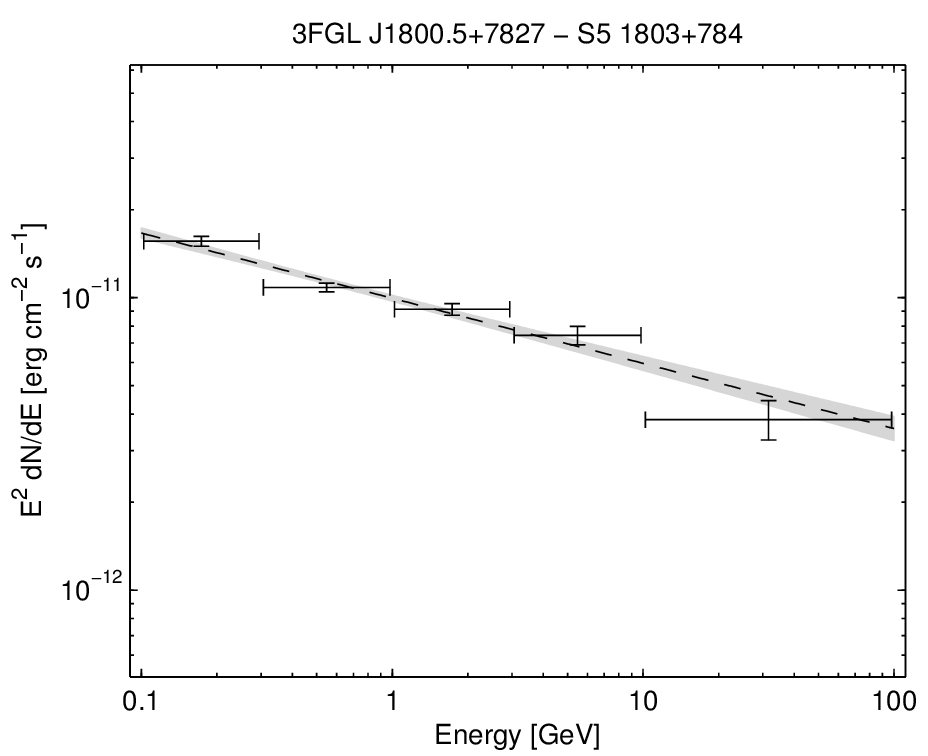 3FGL J1800.5+7827 − S5 1803+784
E² dN/dE [erg cm⁻² s⁻¹]
10⁻¹¹
10⁻¹²
0.1 1 10 100
Energy [GeV]